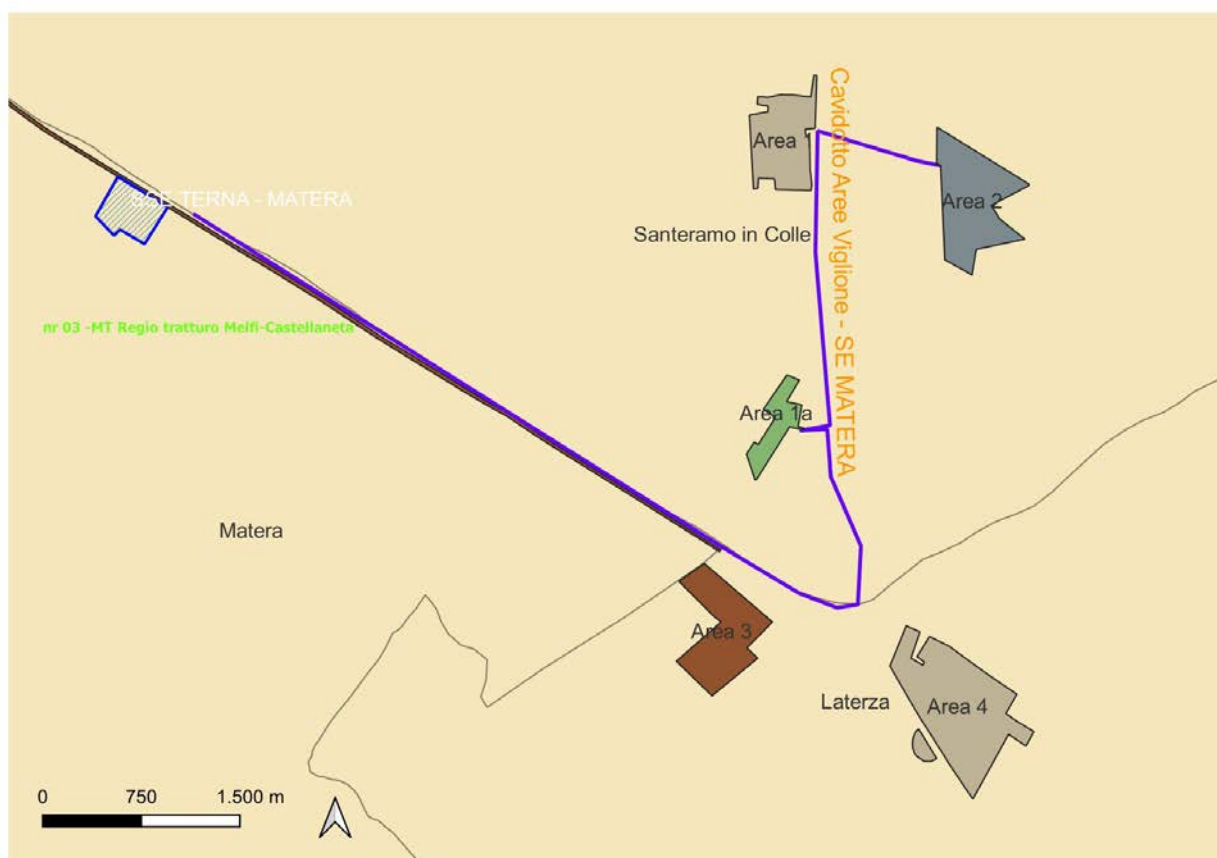 Area 1
Cavidotto Aree Viglione - SE MATERA
SSE TERNA - MATERA
Area 2
Santeramo in Colle
nr 03 -MT Regio tratturo Melfi-Castellaneta
Area 1a
Matera
Area 3
Laterza
Area 4
0 750 1.500 m